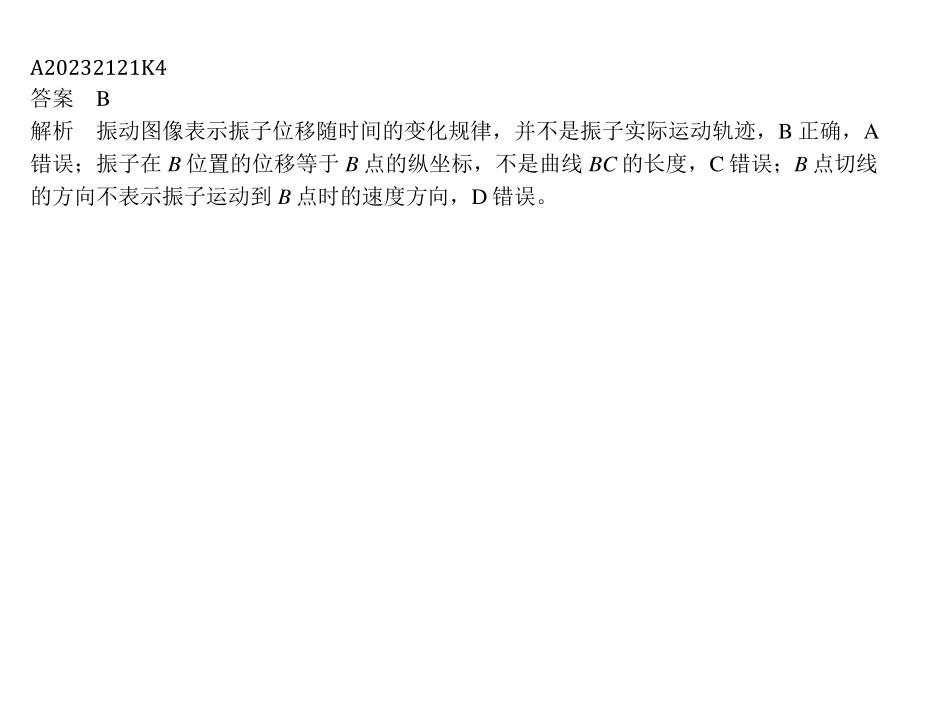 A20232121K4
答案　B
解析　振动图像表示振子位移随时间的变化规律，并不是振子实际运动轨迹，B 正确，A
错误；振子在 B 位置的位移等于 B 点的纵坐标，不是曲线 BC 的长度，C 错误；B 点切线
的方向不表示振子运动到 B 点时的速度方向，D 错误。